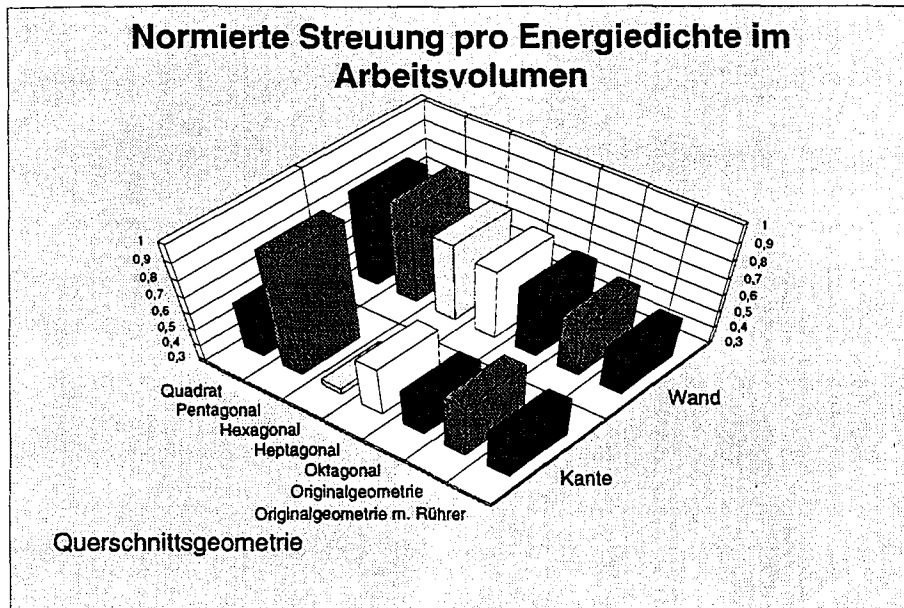 Normierte Streuung pro Energiedichte im
Arbeitsvolumen
1
0,9
0,8
0,7
0,6
0,5
0,4
0,3
1
0,9
0,8
0,7
0,6
0,5
0,4
0,3
Quadrat
Pentagonal
Hexagonal
Heptagonal
Oktagonal
Originalgeometrie
Originalgeometrie m. Rührer
Wand
Kante
Querschnittsgeometrie